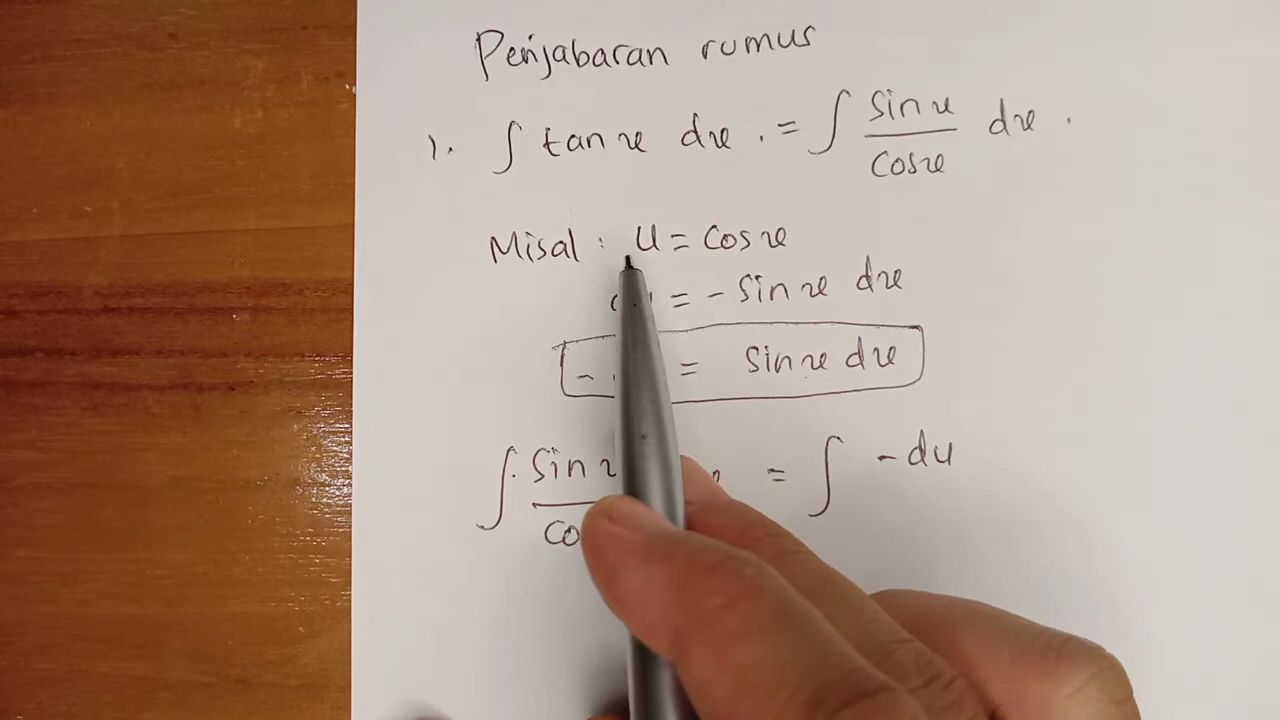 Penjabaran rumus
1. ∫ tan x dx . = ∫ sin x / cos x dx .
Misal : u = cos x
= - sin x dx
- = sin x dx
∫ sin x / = ∫ -du